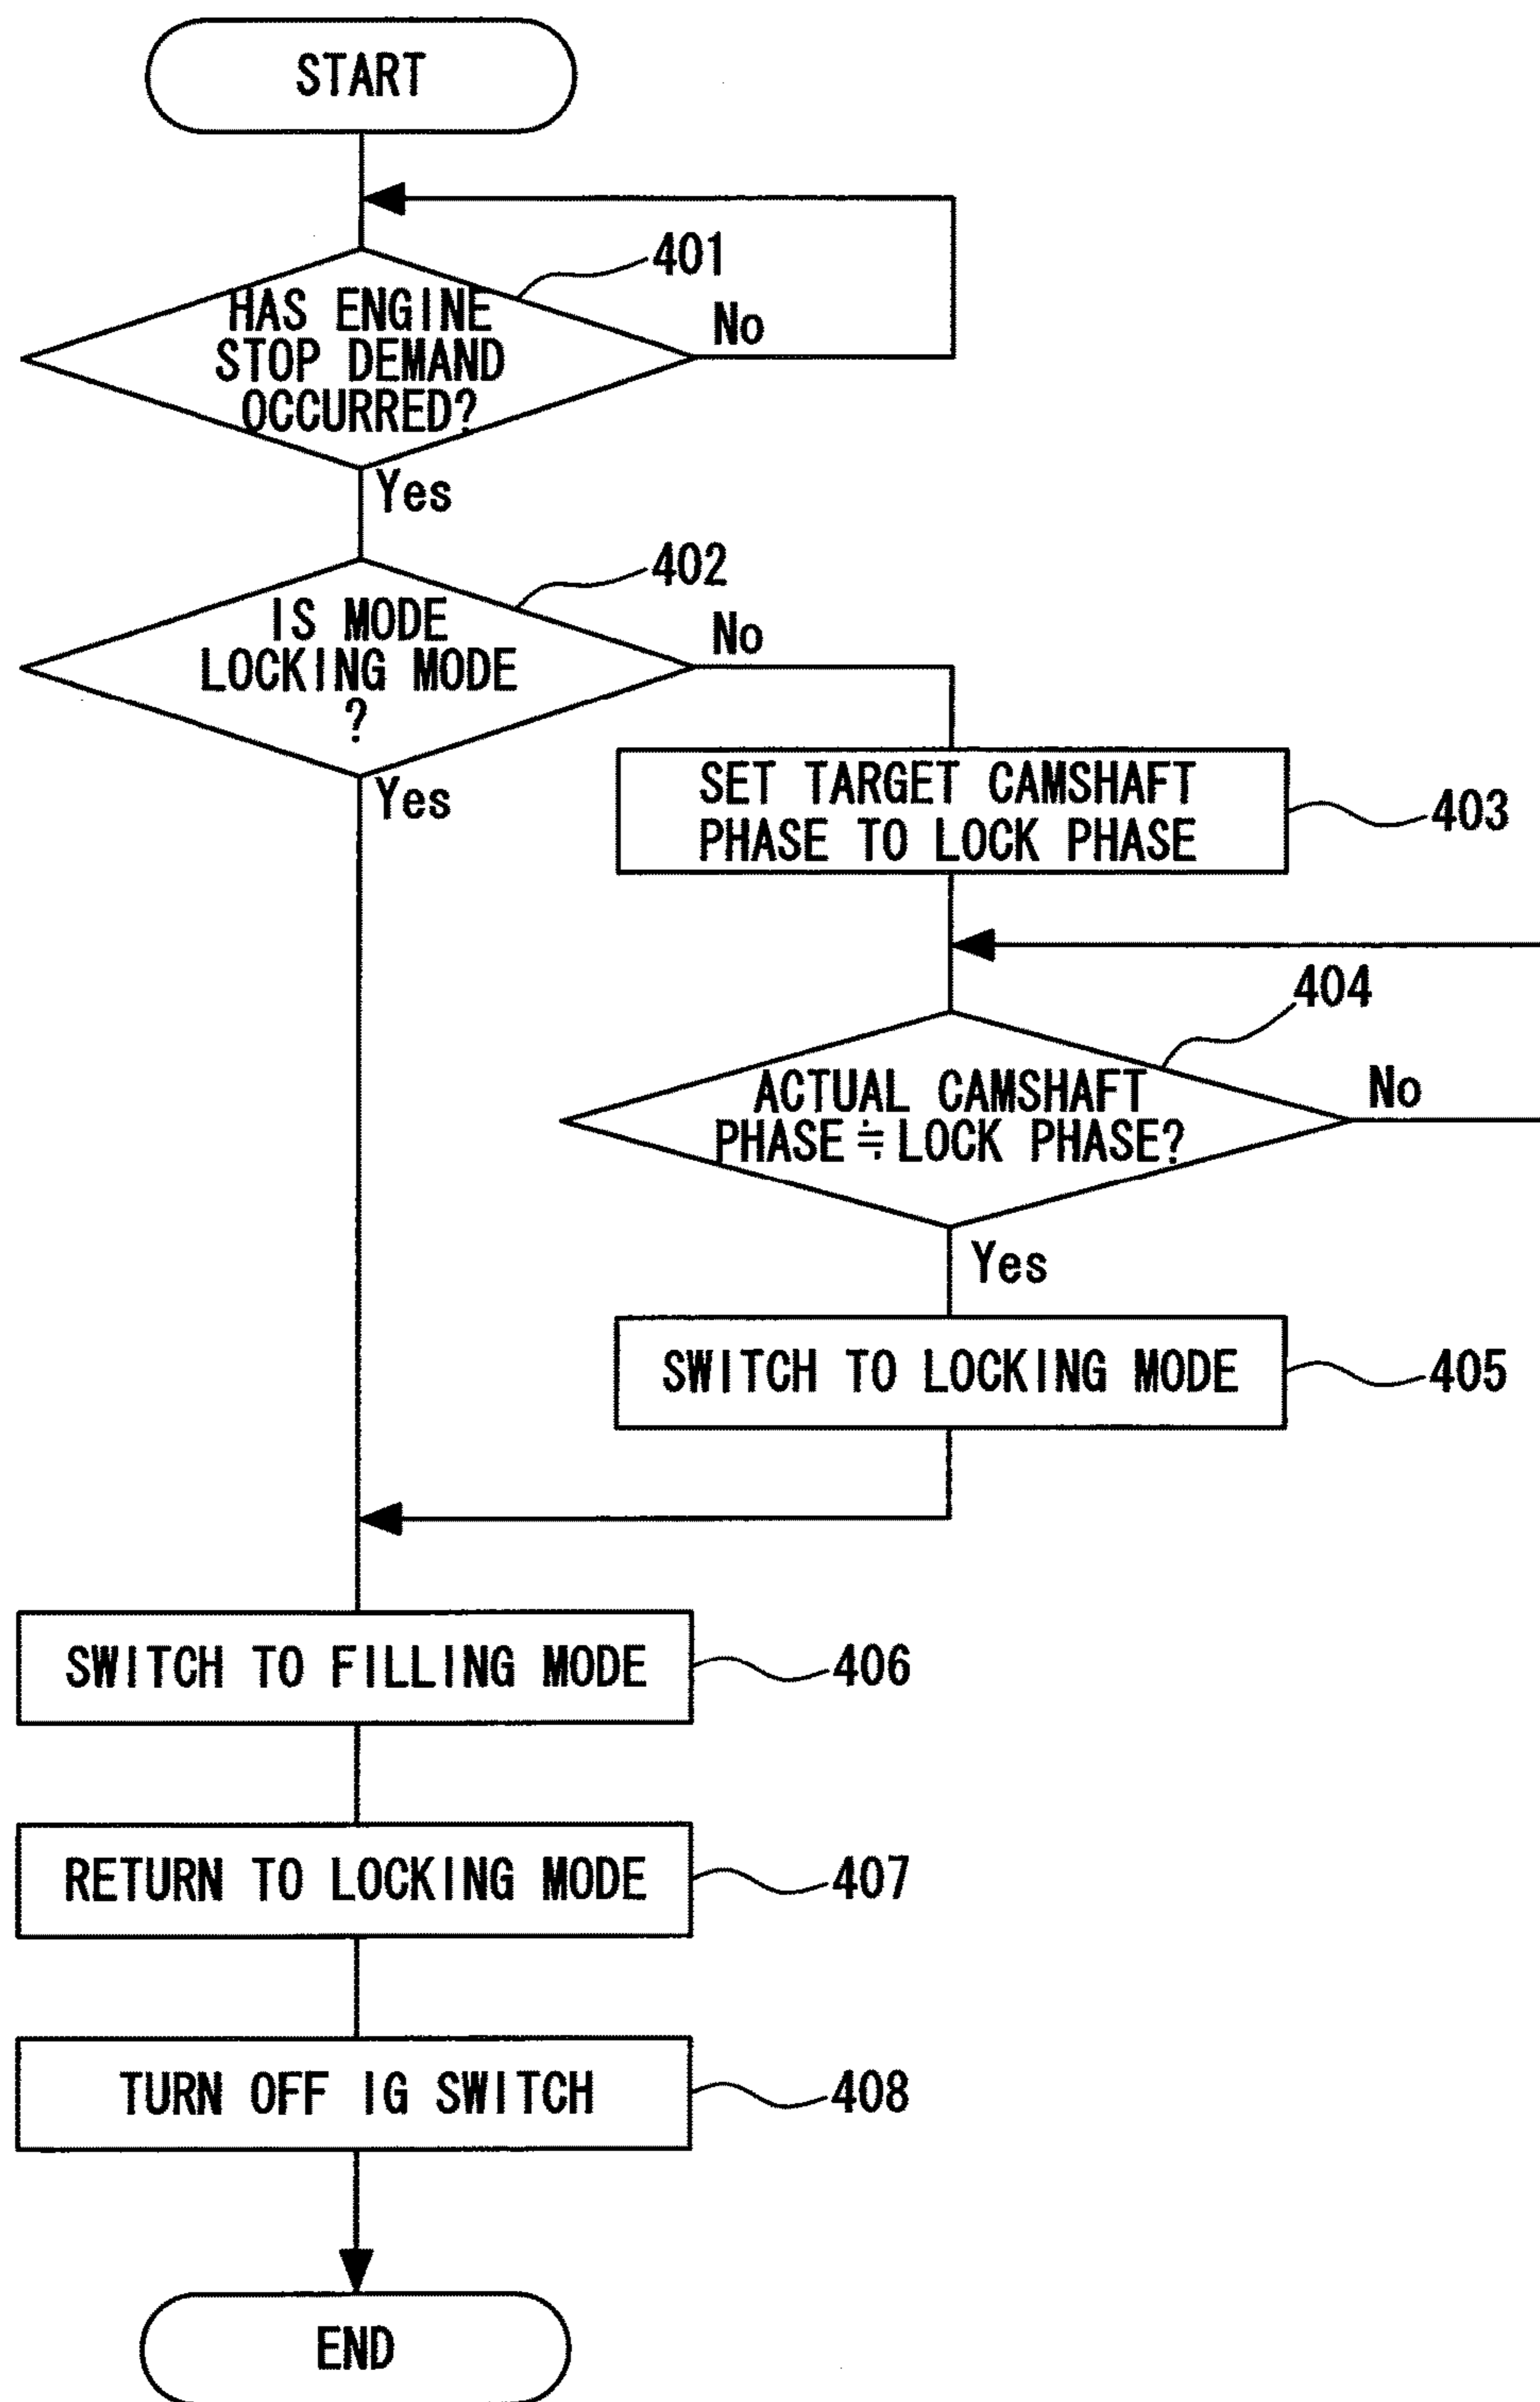 START
401
HAS ENGINE
STOP DEMAND
OCCURRED?
No
Yes
402
IS MODE
LOCKING MODE
?
No
Yes
SET TARGET CAMSHAFT
PHASE TO LOCK PHASE
403
404
ACTUAL CAMSHAFT
PHASE≒LOCK PHASE?
No
Yes
SWITCH TO LOCKING MODE
405
SWITCH TO FILLING MODE
406
RETURN TO LOCKING MODE
407
TURN OFF IG SWITCH
408
END